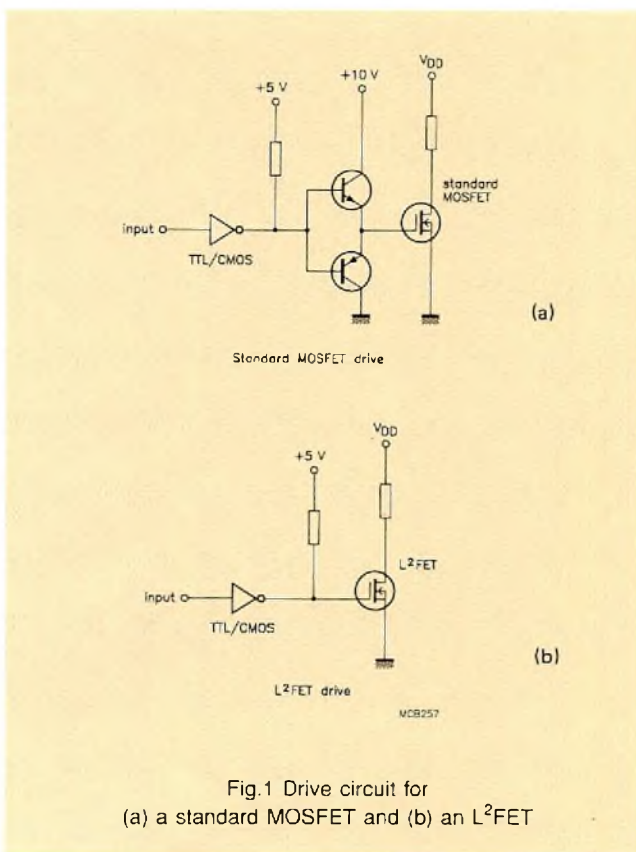 +5 V
+10 V
VDD
standard
MOSFET
input
TTL/CMOS
(a)
Standard MOSFET drive
+5 V
VDD
L²FET
input
TTL/CMOS
(b)
L²FET drive
MCB257
Fig.1 Drive circuit for
(a) a standard MOSFET and (b) an L²FET